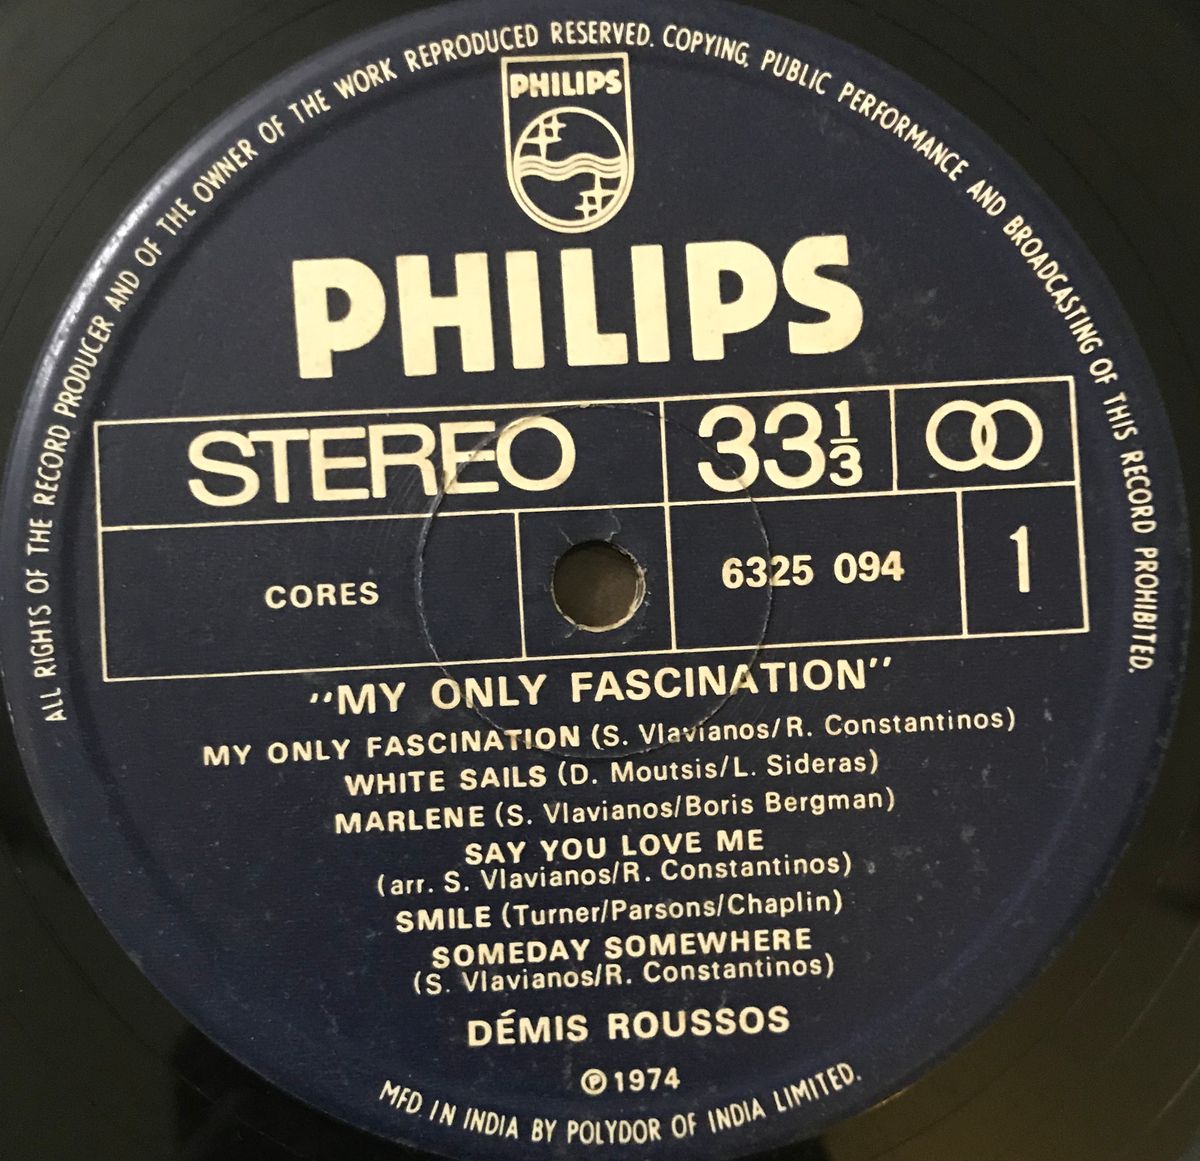 ALL RIGHTS OF THE RECORD PRODUCER AND OF THE OWNER OF THE WORK REPRODUCED RESERVED. COPYING, PUBLIC PERFORMANCE AND BROADCASTING OF THIS RECORD PROHIBITED.
PHILIPS
PHILIPS
STEREO 33 1/3
CORES 6325 094 1
"MY ONLY FASCINATION"
MY ONLY FASCINATION (S. Vlavianos/R. Constantinos)
WHITE SAILS (D. Moutsis/L. Sideras)
MARLENE (S. Vlavianos/Boris Bergman)
SAY YOU LOVE ME
(arr. S. Vlavianos/R. Constantinos)
SMILE (Turner/Parsons/Chaplin)
SOMEDAY SOMEWHERE
(S. Vlavianos/R. Constantinos)
DÉMIS ROUSSOS
℗1974
MFD IN INDIA BY POLYDOR OF INDIA LIMITED.